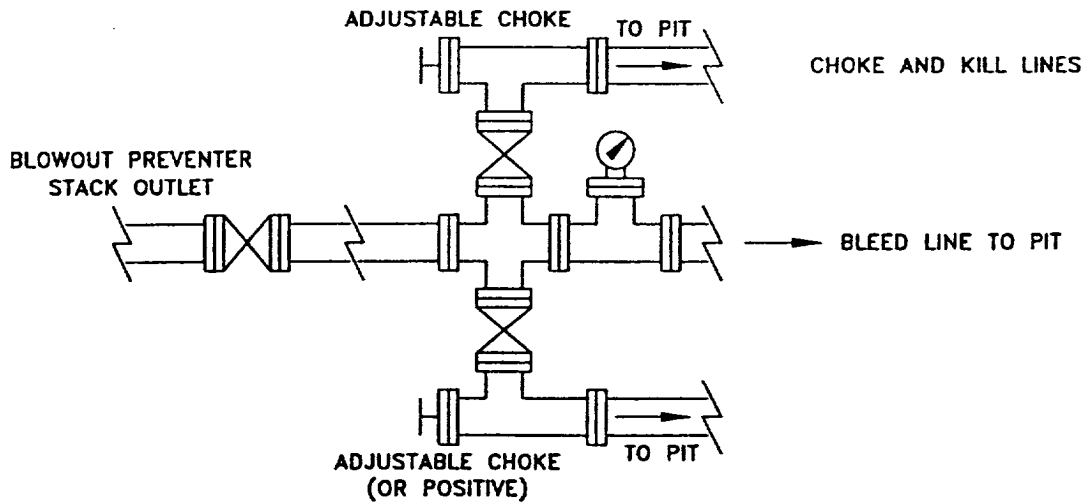 ADJUSTABLE CHOKE
TO PIT
CHOKE AND KILL LINES
BLOWOUT PREVENTER
STACK OUTLET
BLEED LINE TO PIT
TO PIT
ADJUSTABLE CHOKE
(OR POSITIVE)